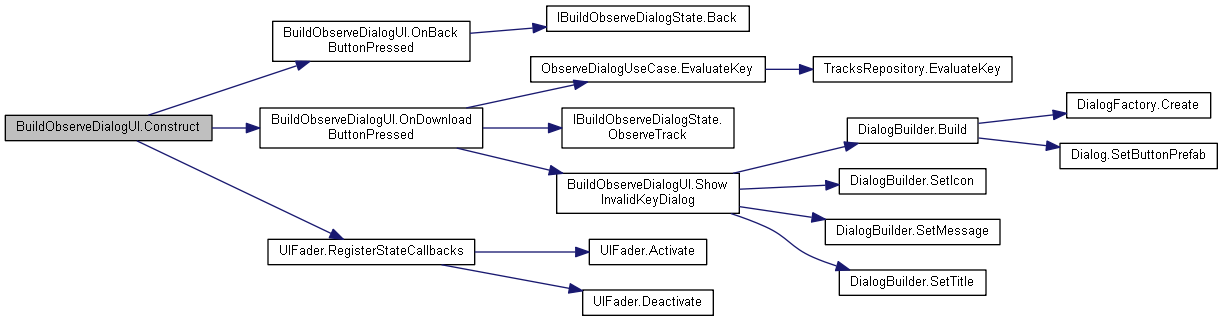 BuildObserveDialogUI.Construct
BuildObserveDialogUI.OnBack
ButtonPressed
IBuildObserveDialogState.Back
BuildObserveDialogUI.OnDownload
ButtonPressed
ObserveDialogUseCase.EvaluateKey
TracksRepository.EvaluateKey
IBuildObserveDialogState.
ObserveTrack
BuildObserveDialogUI.Show
InvalidKeyDialog
DialogBuilder.Build
DialogFactory.Create
Dialog.SetButtonPrefab
DialogBuilder.SetIcon
DialogBuilder.SetMessage
DialogBuilder.SetTitle
UIFader.RegisterStateCallbacks
UIFader.Activate
UIFader.Deactivate